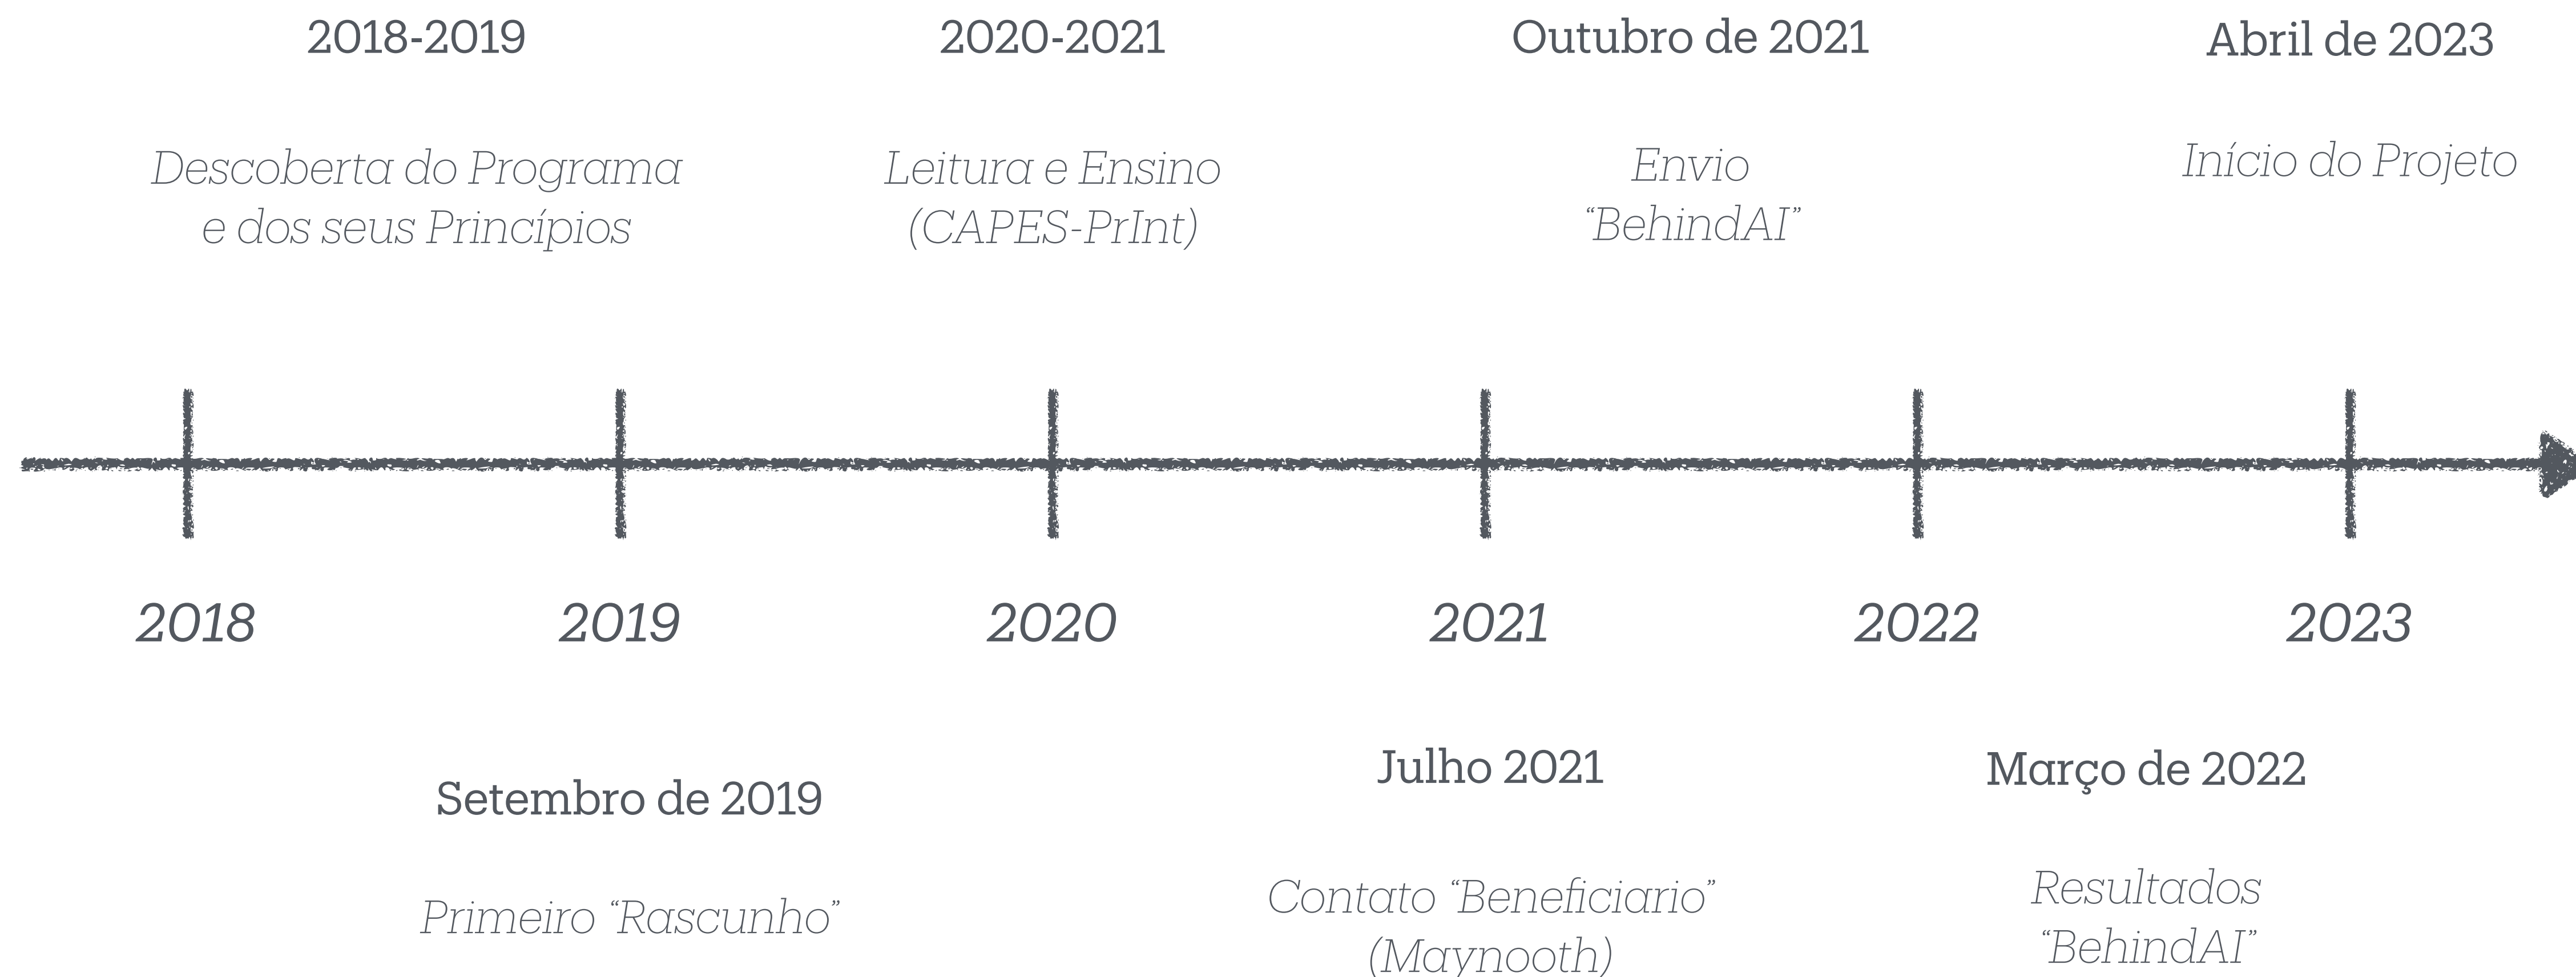 2018-2019
Descoberta do Programa
e dos seus Princípios
2020-2021
Leitura e Ensino
(CAPES-PrInt)
Outubro de 2021
Envio
“BehindAI”
Abril de 2023
Início do Projeto
2018
2019
2020
2021
2022
2023
Setembro de 2019
Primeiro “Rascunho”
Julho 2021
Contato “Beneficiario”
(Maynooth)
Março de 2022
Resultados
“BehindAI”